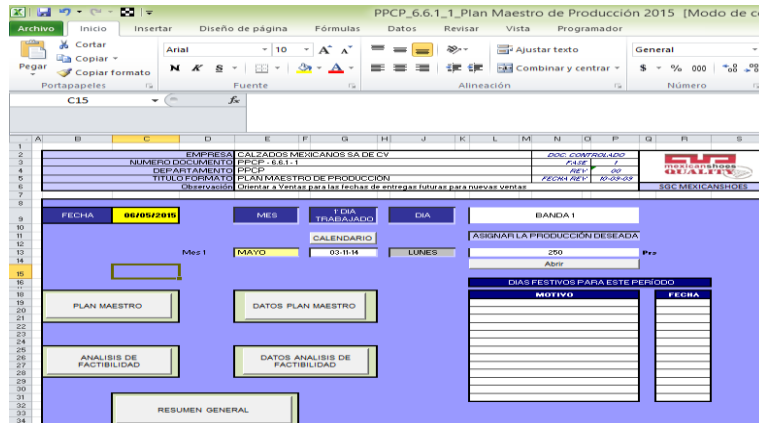 PPCP_6.6.1_1_Plan Maestro de Producción 2015 [Modo de co
Archivo Inicio Insertar Diseño de página Fórmulas Datos Revisar Vista Programador
Cortar
Copiar
Copiar formato
Pegar
Portapapeles
Arial 10
N K S
Fuente
Ajustar texto
Combinar y centrar
Alineación
General
$ % 000
Número
C15 fx
A B C D E F G H J K L M N O P Q R S
EMPRESA CALZADOS MEXICANOS SA DE CV DOC. CONTROLADO
NUMERO DOCUMENTO PPCP - 6.6.1-1 FASE 1
DEPARTAMENTO PPCP REV 00
TITULO FORMATO PLAN MAESTRO DE PRODUCCIÓN FECHA REV 10-09-09
Observación Orientar a Ventas para las fechas de entregas futuras para nuevas ventas
mexicanshoes
QUALITY
SGC MEXICANSHOES
FECHA 06/05/2015 MES 1º DIA TRABAJADO DIA BANDA 1
CALENDARIO ASIGNAR LA PRODUCCIÓN DESEADA
Mes 1 MAYO 03-11-14 LUNES 250 Prs
Abrir
DIAS FESTIVOS PARA ESTE PERÍODO
MOTIVO FECHA
PLAN MAESTRO DATOS PLAN MAESTRO
ANALISIS DE FACTIBILIDAD
DATOS ANALISIS DE FACTIBILIDAD
RESUMEN GENERAL